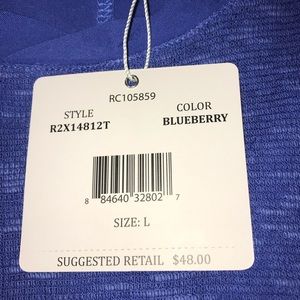 RC105859
STYLE COLOR
R2X14812T BLUEBERRY
8 84640 32802 7
SIZE: L
SUGGESTED RETAIL $48.00